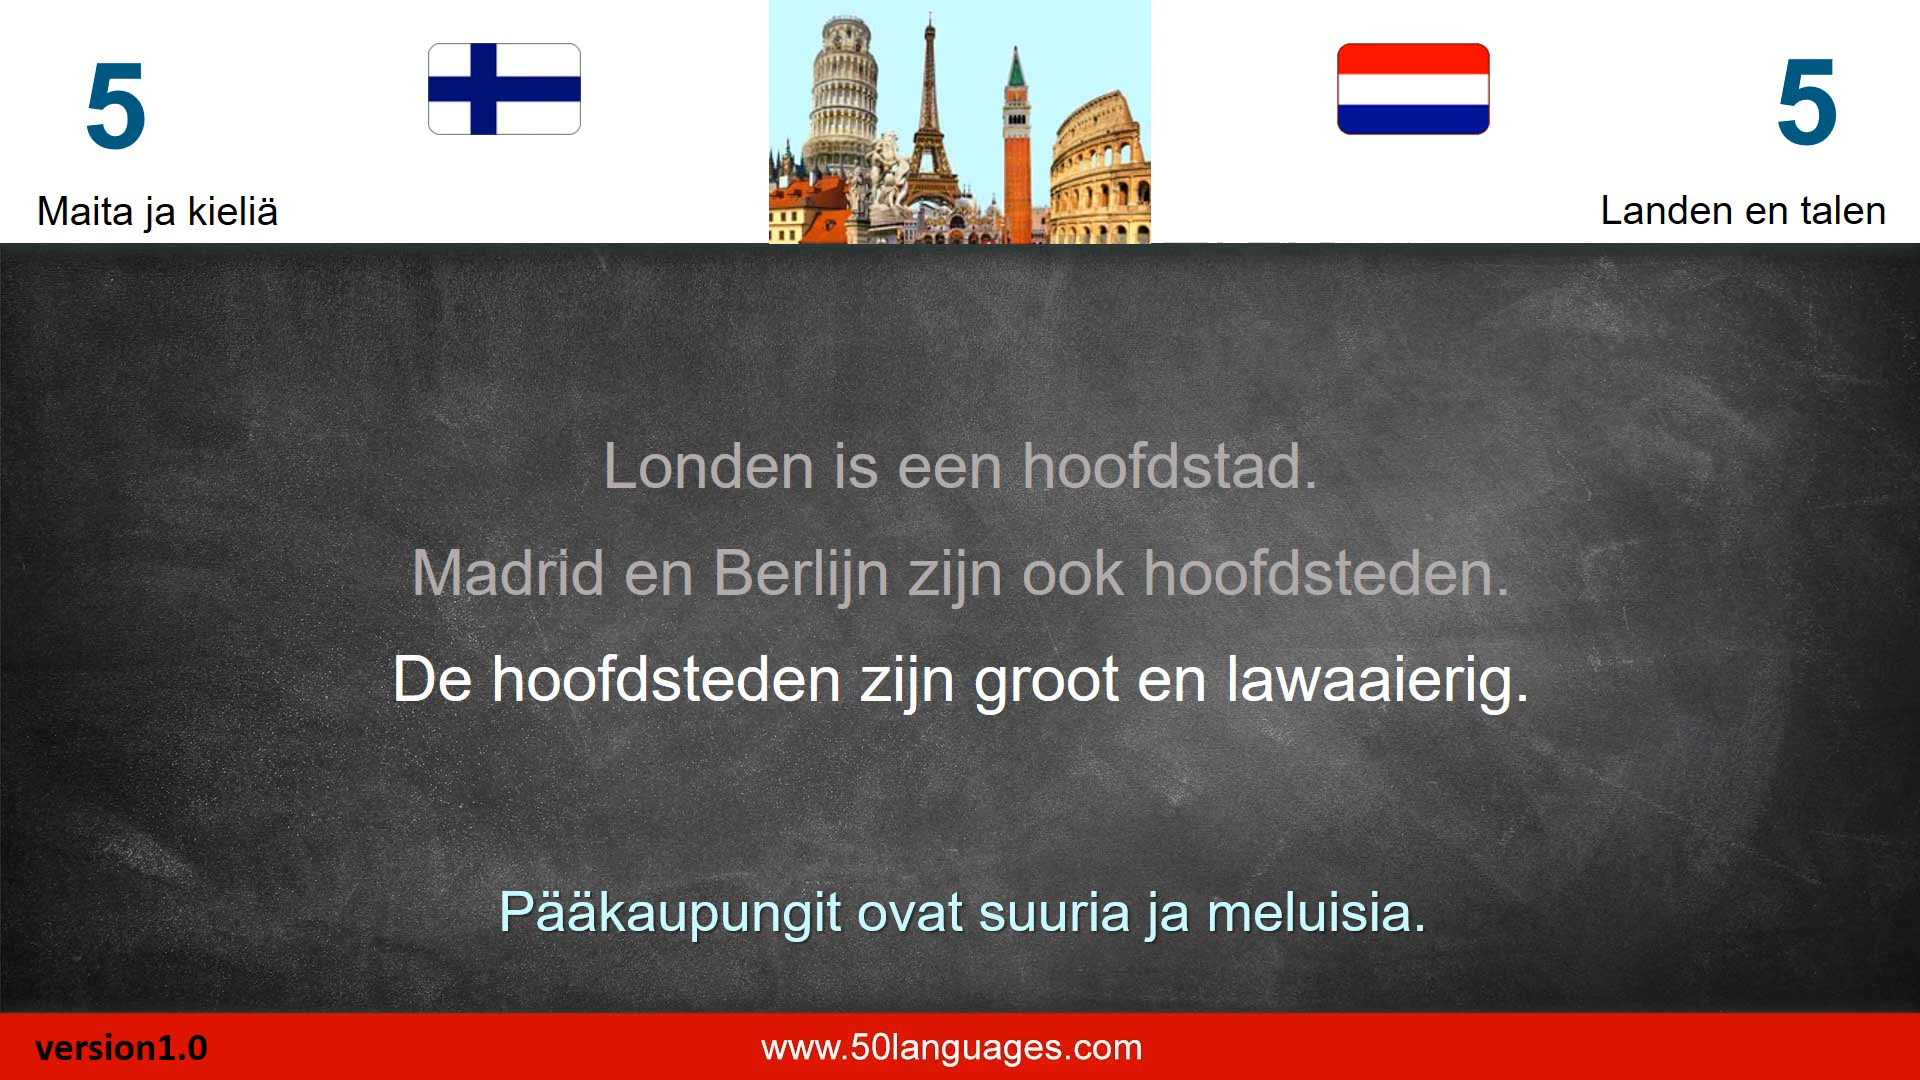 5
5
Maita ja kieliä
Landen en talen
Londen is een hoofdstad.
Madrid en Berlijn zijn ook hoofdsteden.
De hoofdsteden zijn groot en lawaaierig.
Pääkaupungit ovat suuria ja meluisia.
version1.0
www.50languages.com